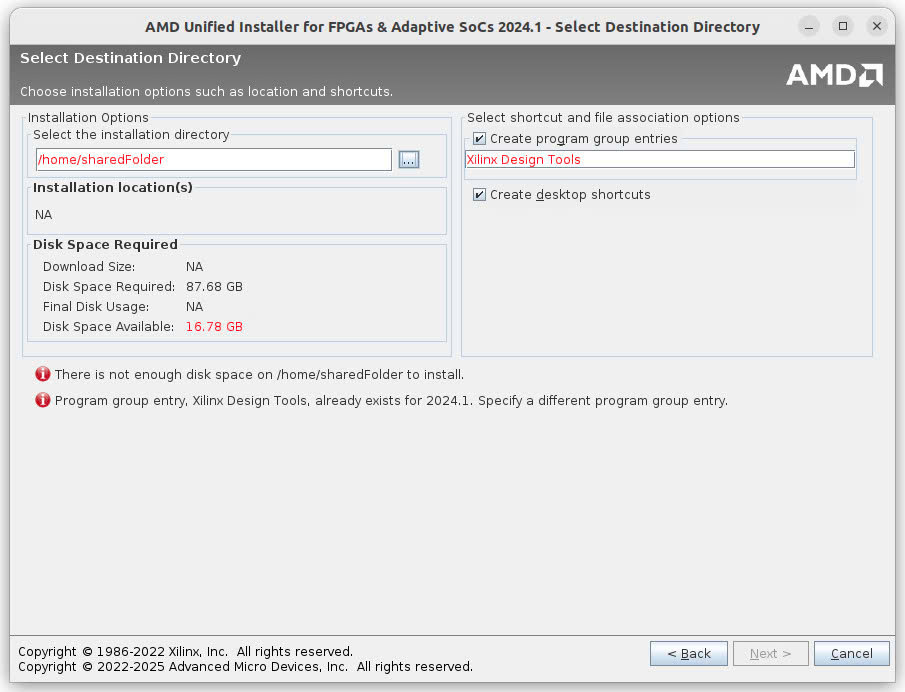 AMD Unified Installer for FPGAs & Adaptive SoCs 2024.1 - Select Destination Directory
Select Destination Directory
Choose installation options such as location and shortcuts.
AMD
Installation Options
Select the installation directory
/home/sharedFolder
...
Installation location(s)
NA
Disk Space Required
Download Size: NA
Disk Space Required: 87.68 GB
Final Disk Usage: NA
Disk Space Available: 16.78 GB
Select shortcut and file association options
Create program group entries
Xilinx Design Tools
Create desktop shortcuts
There is not enough disk space on /home/sharedFolder to install.
Program group entry, Xilinx Design Tools, already exists for 2024.1. Specify a different program group entry.
Copyright © 1986-2022 Xilinx, Inc. All rights reserved.
Copyright © 2022-2025 Advanced Micro Devices, Inc. All rights reserved.
< Back
Next >
Cancel